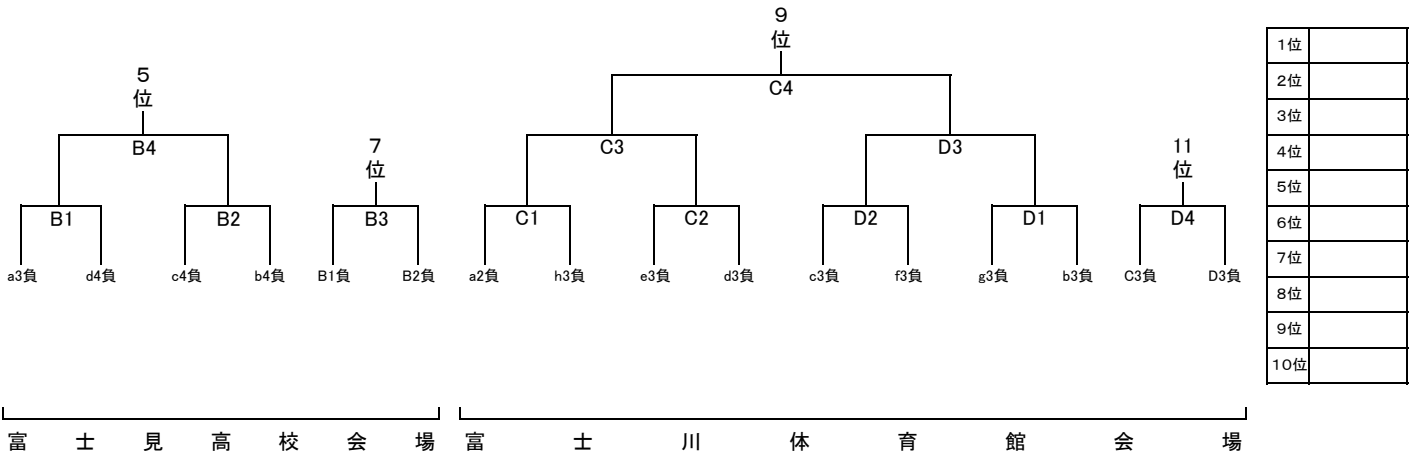 9位
5位
C4
B4
7位
C3
D3
11位
B1
B2
B3
C1
C2
D2
D1
D4
a3負 d4負 c4負 b4負 B1負 B2負 a2負 h3負 e3負 d3負 c3負 f3負 g3負 b3負 C3負 D3負
富士見高校会場
富士川体育館会場
1位
2位
3位
4位
5位
6位
7位
8位
9位
10位